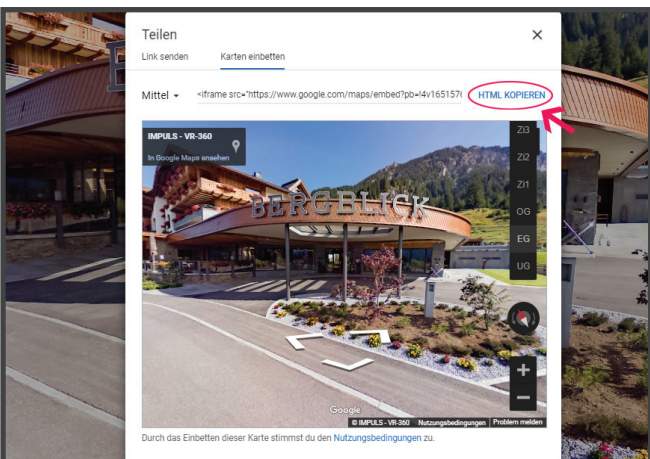 Teilen
Link senden Karten einbetten
Mittel <iframe src="https://www.google.com/maps/embed?pb=!4v165157 HTML KOPIEREN
IMPULS - VR-360
In Google Maps ansehen
Zi3
Zi2
Zi1
OG
EG
UG
BERGBLICK
Google
© IMPULS - VR-360 Nutzungsbedingungen Problem melden
Durch das Einbetten dieser Karte stimmst du den Nutzungsbedingungen zu.